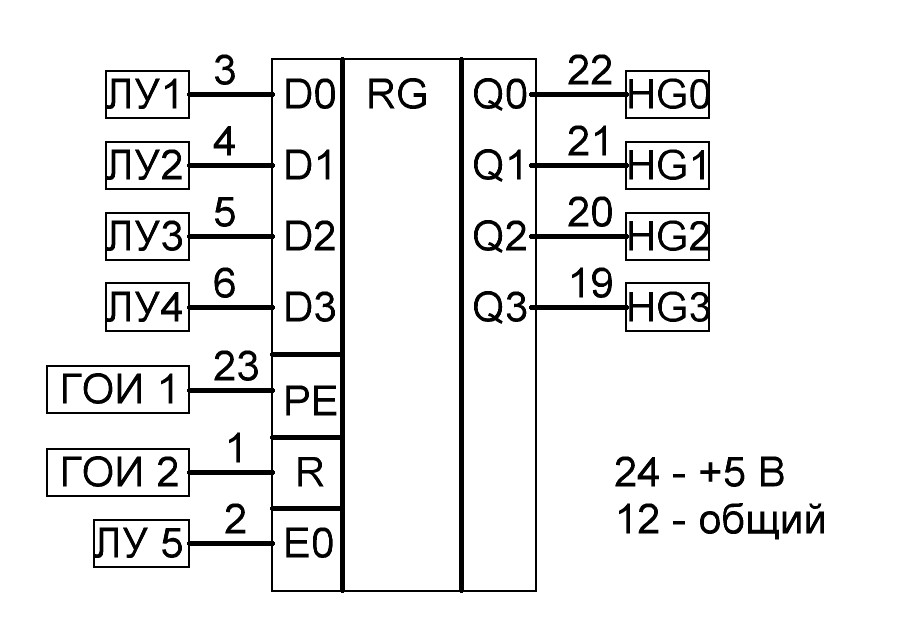 ЛУ1 3 D0 RG Q0 22 HG0
ЛУ2 4 D1 Q1 21 HG1
ЛУ3 5 D2 Q2 20 HG2
ЛУ4 6 D3 Q3 19 HG3
ГОИ 1 23 PE
ГОИ 2 1 R
24 - +5 В
ЛУ 5 2 E0
12 - общий